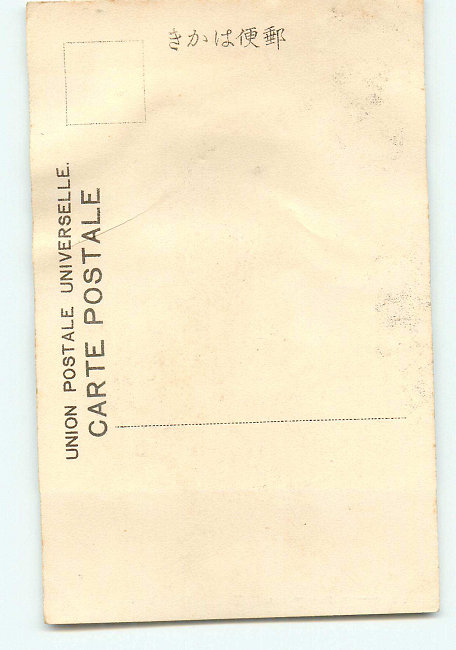 郵便はかき
UNION POSTALE UNIVERSELLE.
CARTE POSTALE